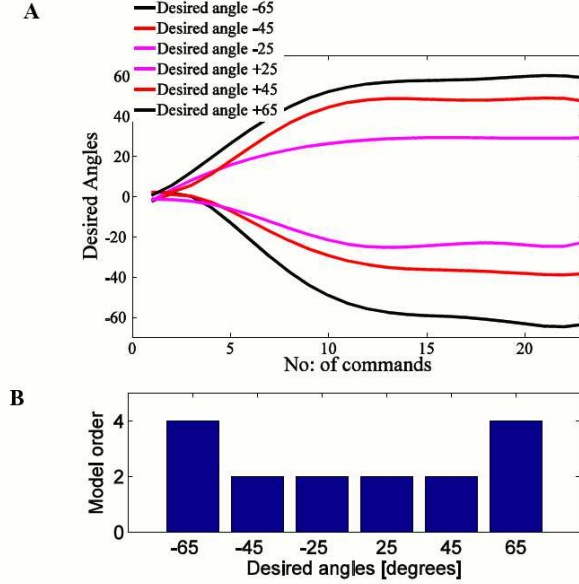 A
Desired angle -65
Desired angle -45
Desired angle -25
Desired angle +25
Desired angle +45
Desired angle +65
60
40
20
0
-20
-40
-60
Desired Angles
0 5 10 15 20
No: of commands
B
4
2
0
Model order
-65 -45 -25 25 45 65
Desired angles [degrees]